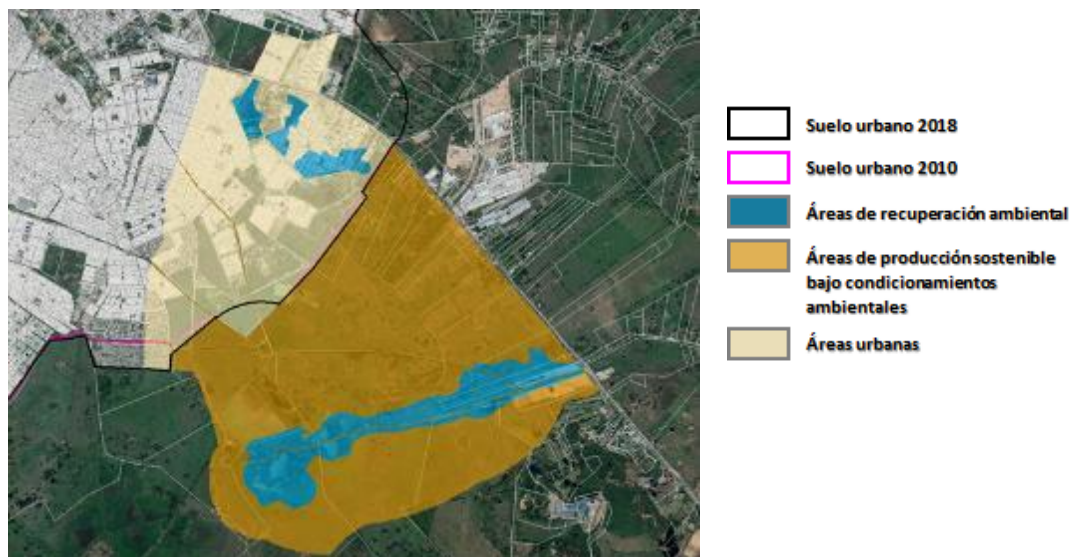 Suelo urbano 2018
Suelo urbano 2010
Áreas de recuperación ambiental
Áreas de producción sostenible
bajo condicionamientos
ambientales
Áreas urbanas